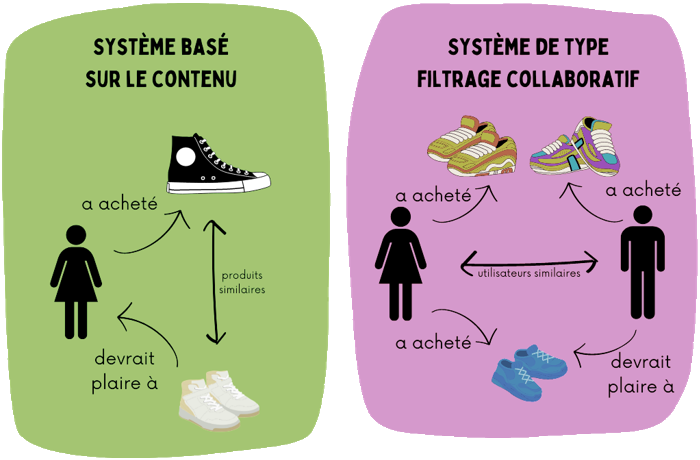 SYSTÈME BASÉ
SUR LE CONTENU
a acheté
produits
similaires
devrait
plaire à
SYSTÈME DE TYPE
FILTRAGE COLLABORATIF
a acheté
a acheté
utilisateurs similaires
a acheté
devrait
plaire à